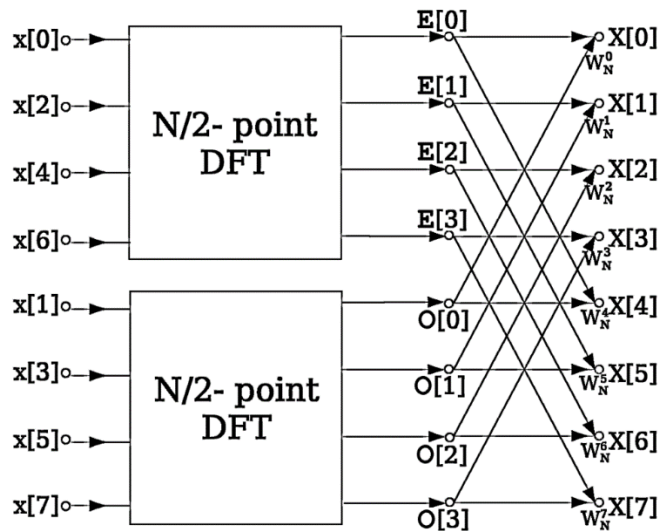 x[0]
x[2]
x[4]
x[6]
N/2- point
DFT
x[1]
x[3]
x[5]
x[7]
N/2- point
DFT
E[0]
E[1]
E[2]
E[3]
O[0]
O[1]
O[2]
O[3]
X[0]
W_N^0
X[1]
W_N^1
X[2]
W_N^2
X[3]
W_N^3
X[4]
W_N^4
X[5]
W_N^5
X[6]
W_N^6
X[7]
W_N^7